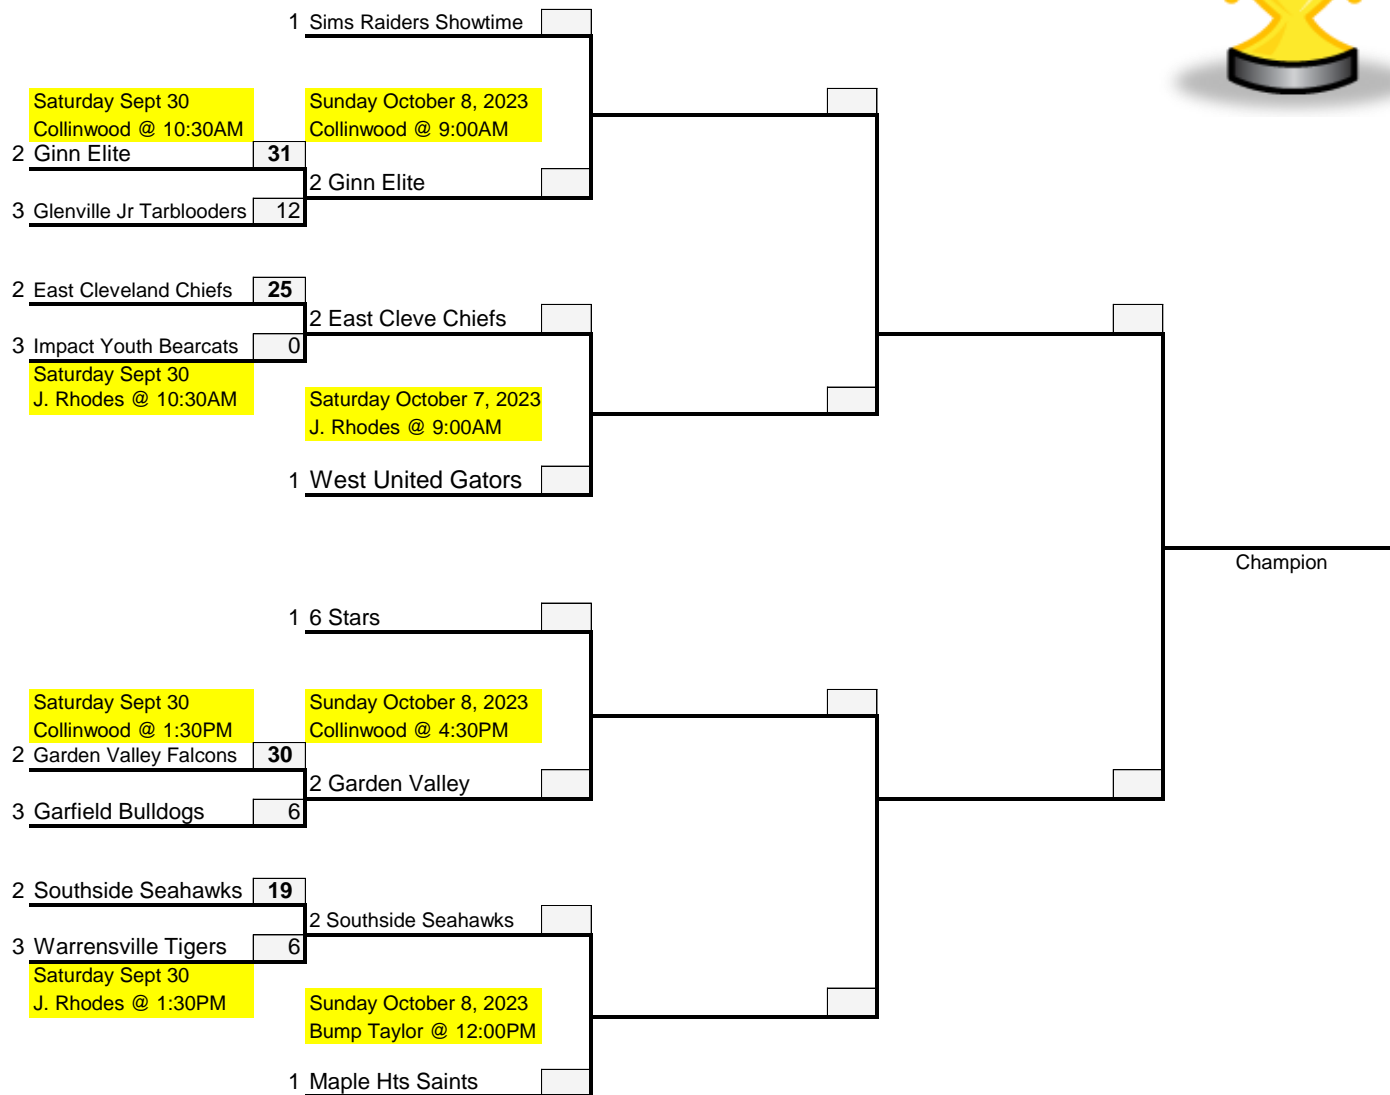 1 Sims Raiders Showtime
Saturday Sept 30
Collinwood @ 10:30AM
Sunday October 8, 2023
Collinwood @ 9:00AM
2 Ginn Elite 31
2 Ginn Elite
3 Glenville Jr Tarblooders 12
2 East Cleveland Chiefs 25
2 East Cleve Chiefs
3 Impact Youth Bearcats 0
Saturday Sept 30
J. Rhodes @ 10:30AM
Saturday October 7, 2023
J. Rhodes @ 9:00AM
1 West United Gators
Champion
1 6 Stars
Saturday Sept 30
Collinwood @ 1:30PM
Sunday October 8, 2023
Collinwood @ 4:30PM
2 Garden Valley Falcons 30
2 Garden Valley
3 Garfield Bulldogs 6
2 Southside Seahawks 19
2 Southside Seahawks
3 Warrensville Tigers 6
Saturday Sept 30
J. Rhodes @ 1:30PM
Sunday October 8, 2023
Bump Taylor @ 12:00PM
1 Maple Hts Saints